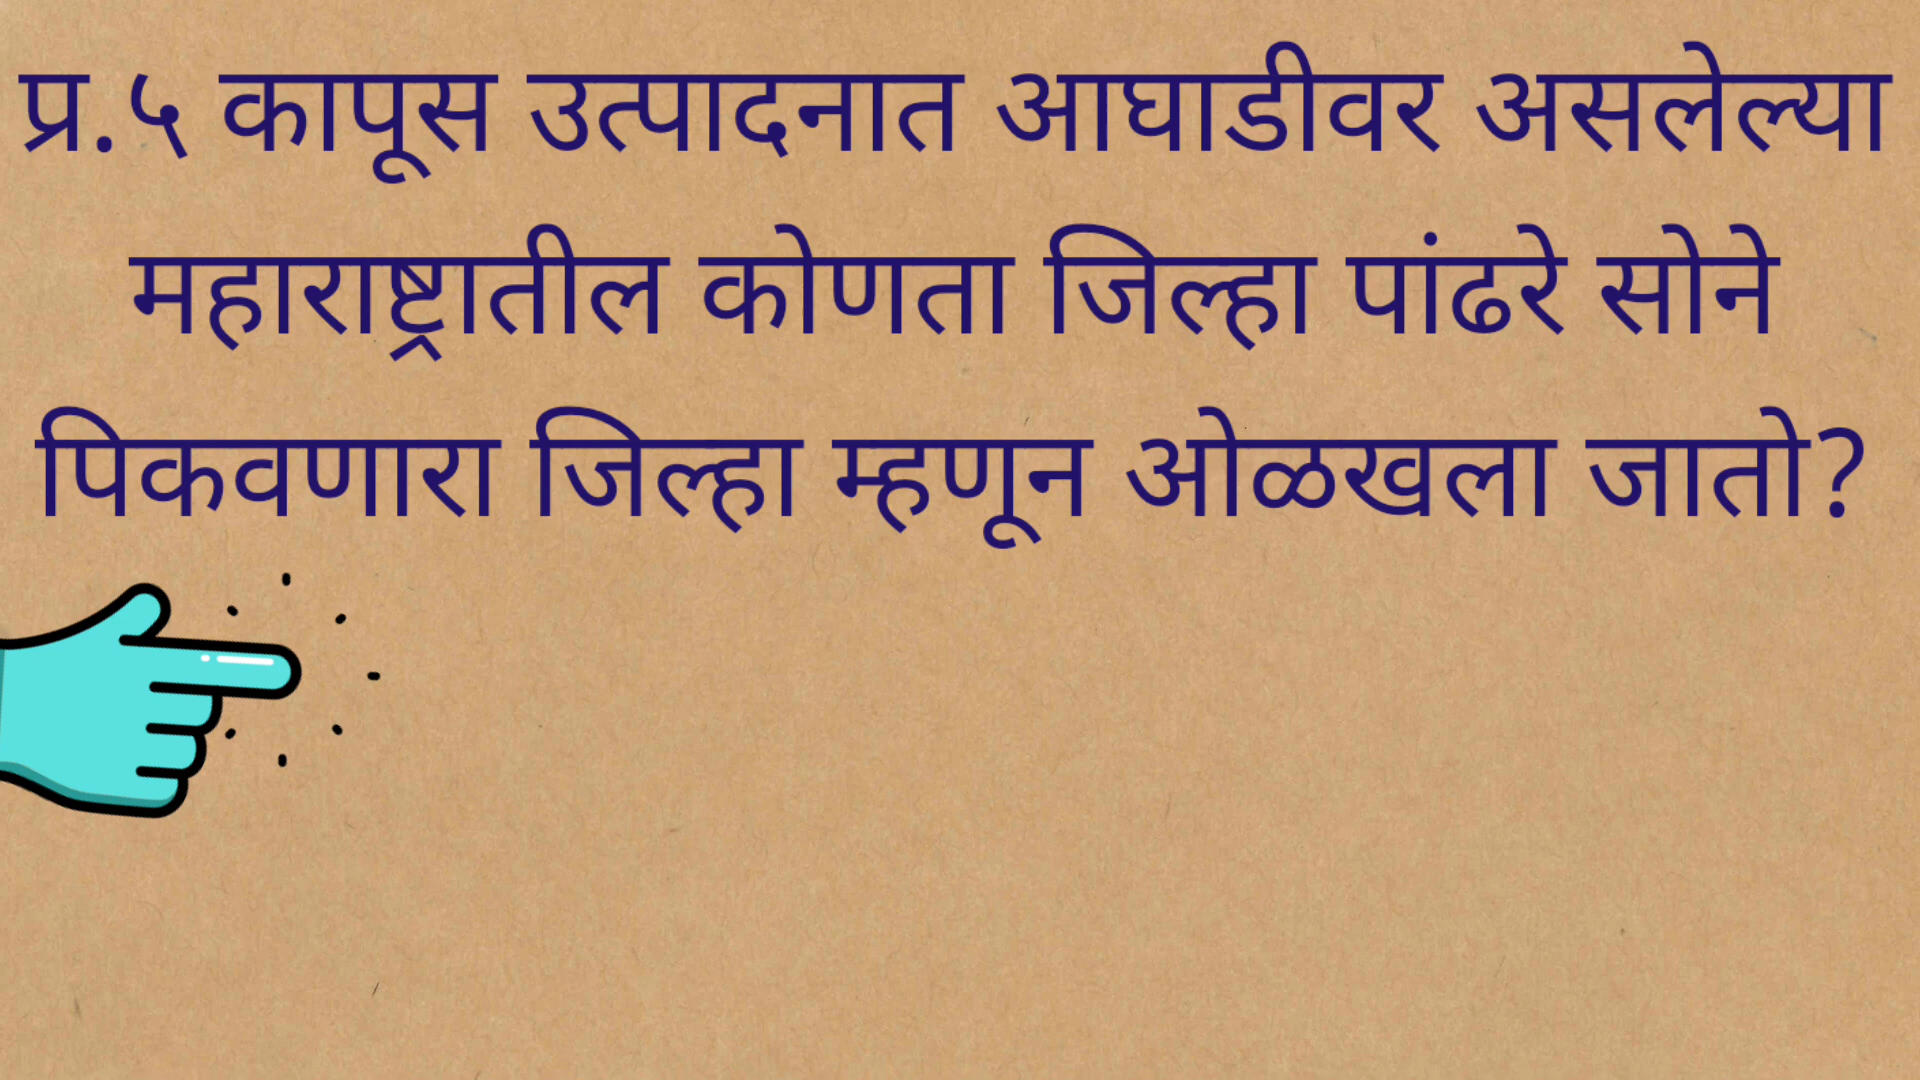 प्र.५ कापूस उत्पादनात आघाडीवर असलेल्या
महाराष्ट्रातील कोणता जिल्हा पांढरे सोने
पिकवणारा जिल्हा म्हणून ओळखला जातो?